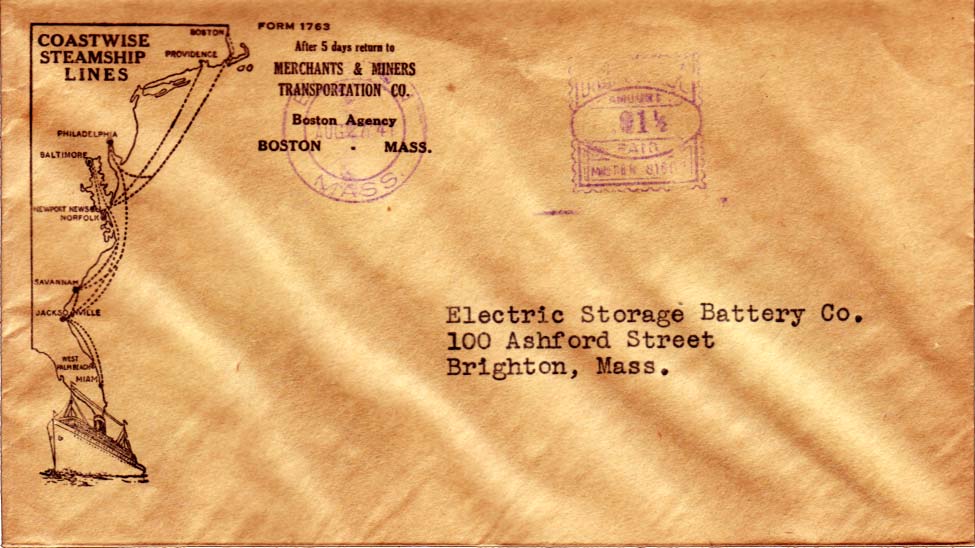 COASTWISE
STEAMSHIP
LINES
BOSTON
PROVIDENCE
PHILADELPHIA
BALTIMORE
NEWPORT NEWS
NORFOLK
SAVANNAH
JACKSONVILLE
WEST
PALM BEACH
MIAMI
FORM 1763
After 5 days return to
MERCHANTS & MINERS
TRANSPORTATION CO.
Boston Agency
BOSTON - MASS.
AUG 27
MASS.
AMOUNT
.01½
PAID
Electric Storage Battery Co.
100 Ashford Street
Brighton, Mass.